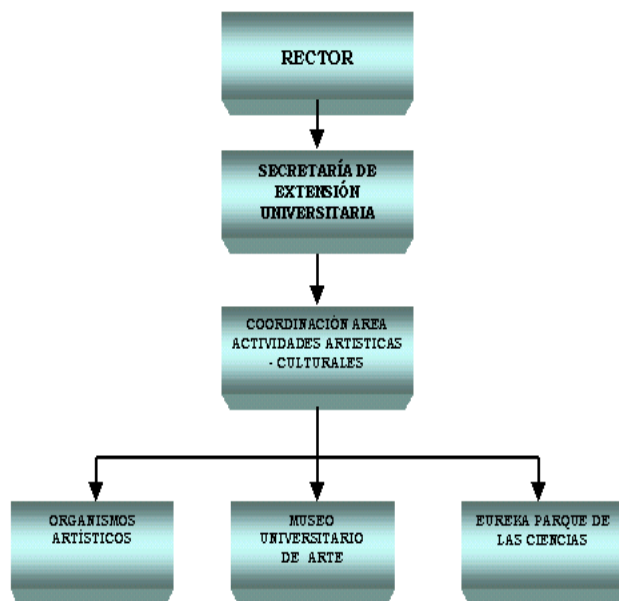 RECTOR
SECRETARÍA DE
EXTENSIÓN
UNIVERSITARIA
COORDINACIÓN AREA
ACTIVIDADES ARTISTICAS
- CULTURALES
ORGANISMOS
ARTÍSTICOS
MUSEO
UNIVERSITARIO
DE ARTE
EUREKA PARQUE DE
LAS CIENCIAS